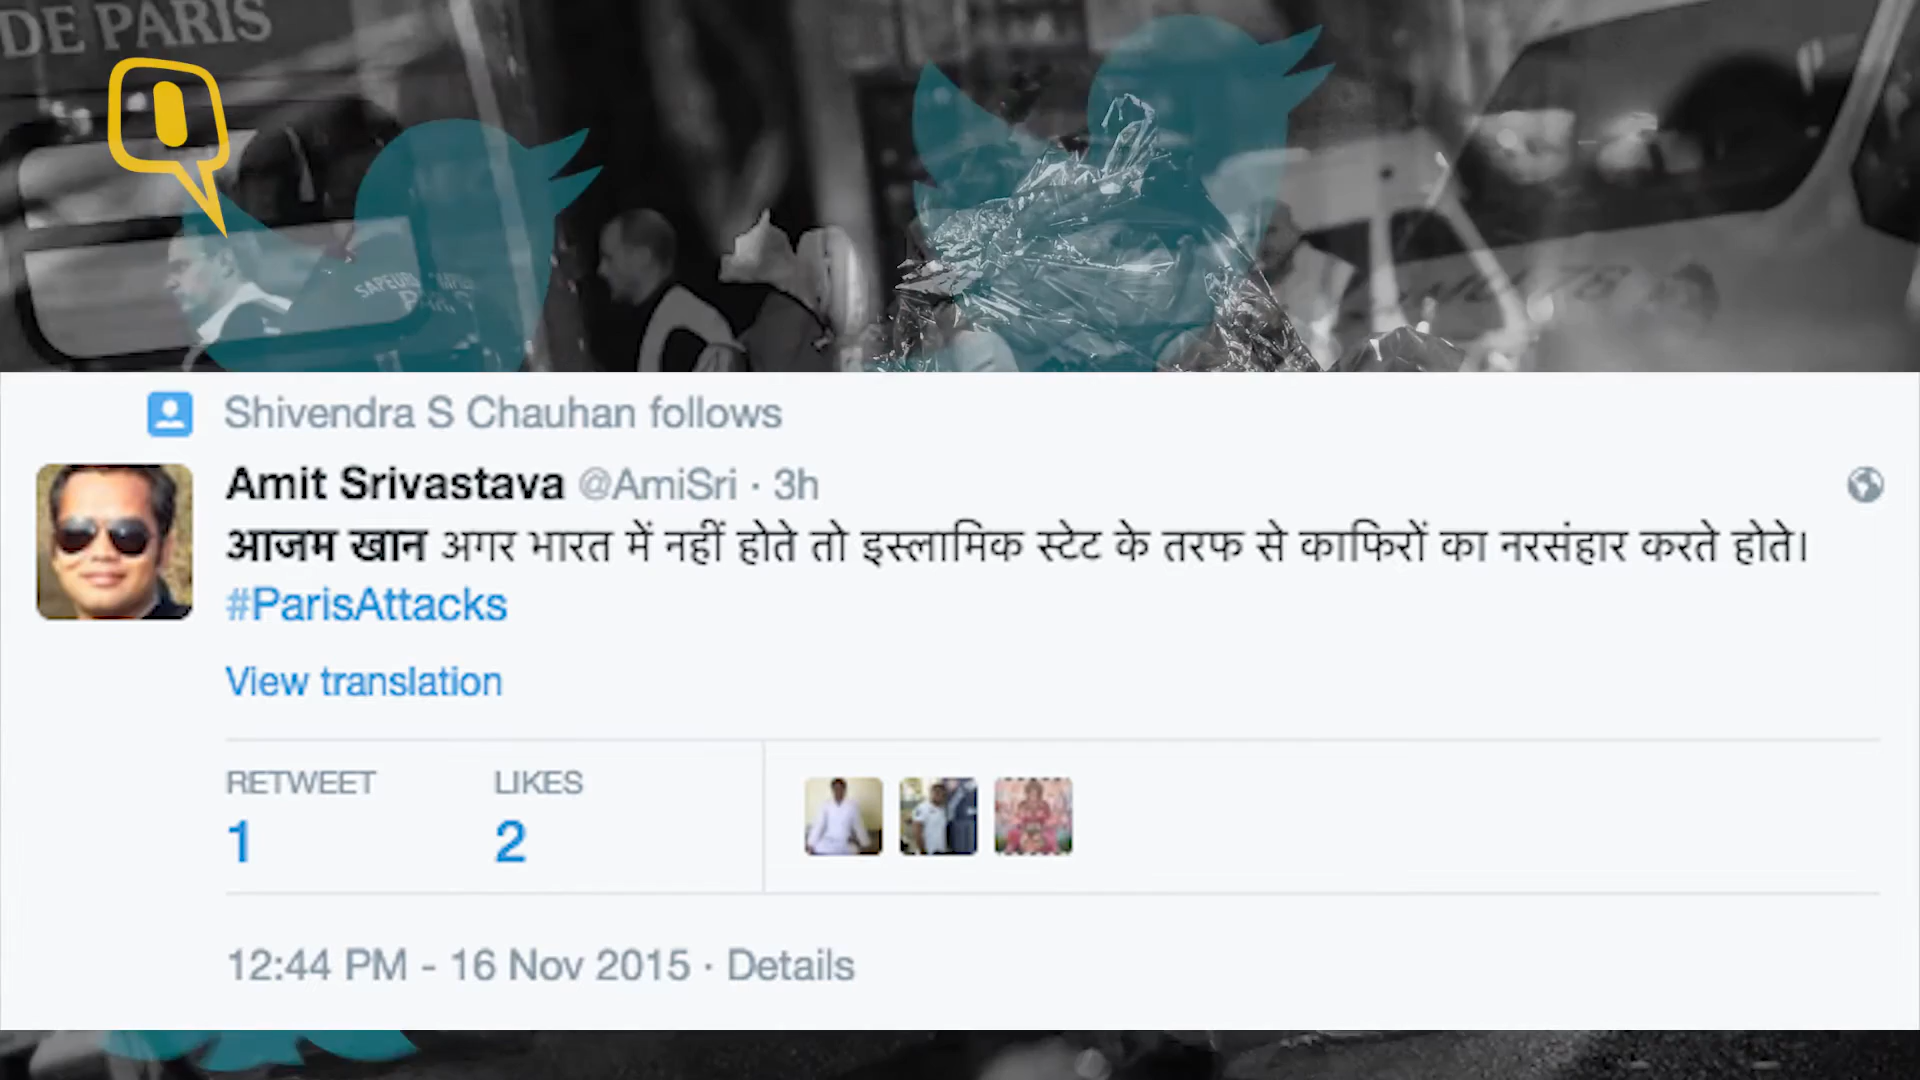 DE PARIS
Shivendra S Chauhan follows
Amit Srivastava @AmiSri · 3h
आजम खान अगर भारत में नहीं होते तो इस्लामिक स्टेट के तरफ से काफिरों का नरसंहार करते होते।
#ParisAttacks
View translation
RETWEET LIKES
1 2
12:44 PM - 16 Nov 2015 · Details